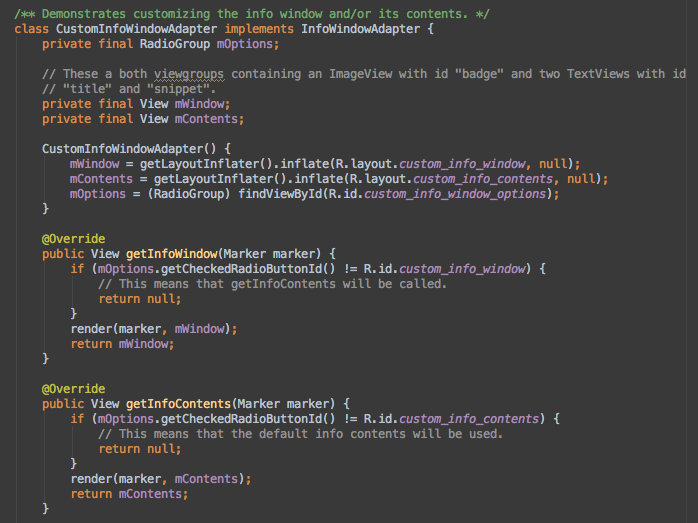 /** Demonstrates customizing the info window and/or its contents. */
class CustomInfoWindowAdapter implements InfoWindowAdapter {
    private final RadioGroup mOptions;

    // These a both viewgroups containing an ImageView with id "badge" and two TextViews with id
    // "title" and "snippet".
    private final View mWindow;
    private final View mContents;

    CustomInfoWindowAdapter() {
        mWindow = getLayoutInflater().inflate(R.layout.custom_info_window, null);
        mContents = getLayoutInflater().inflate(R.layout.custom_info_contents, null);
        mOptions = (RadioGroup) findViewById(R.id.custom_info_window_options);
    }

    @Override
    public View getInfoWindow(Marker marker) {
        if (mOptions.getCheckedRadioButtonId() != R.id.custom_info_window) {
            // This means that getInfoContents will be called.
            return null;
        }
        render(marker, mWindow);
        return mWindow;
    }

    @Override
    public View getInfoContents(Marker marker) {
        if (mOptions.getCheckedRadioButtonId() != R.id.custom_info_contents) {
            // This means that the default info contents will be used.
            return null;
        }
        render(marker, mContents);
        return mContents;
    }